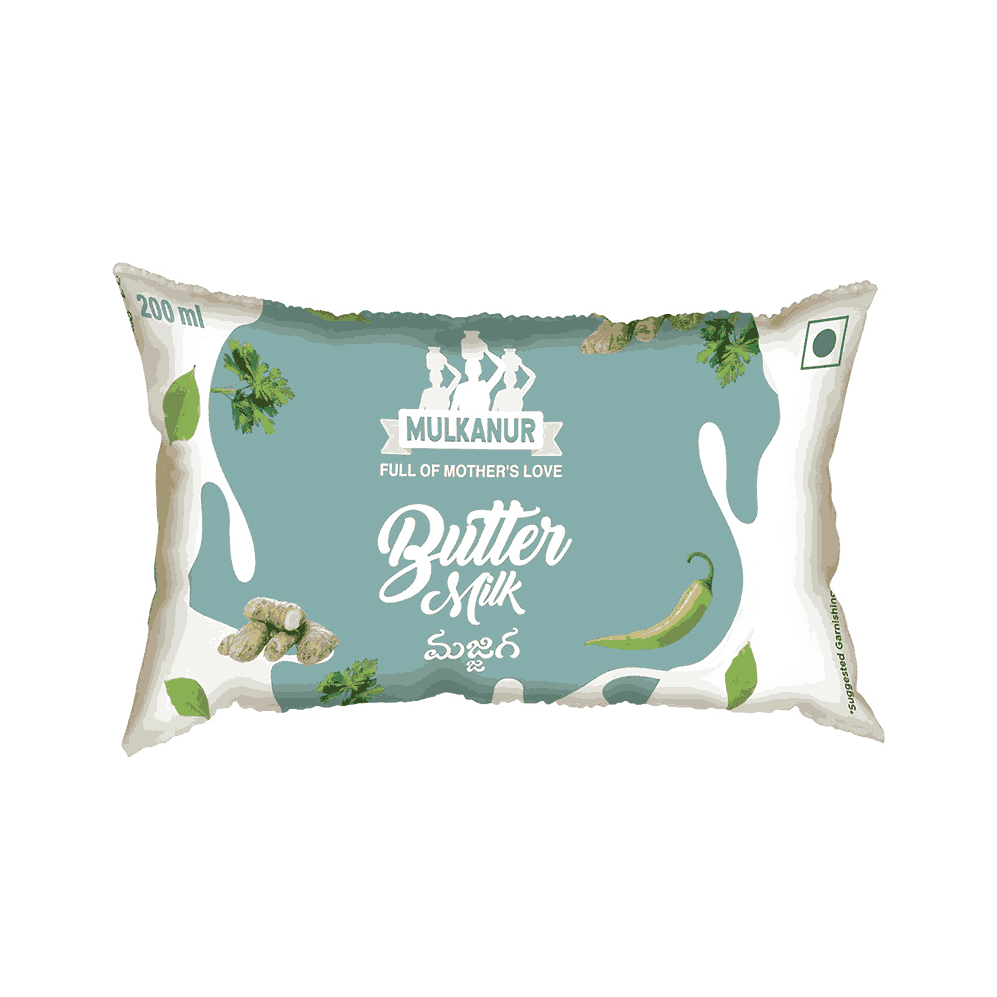 200 ml
MULKANUR
FULL OF MOTHER'S LOVE
Butter
Milk
మజ్జిగ
*Suggested Garnishing